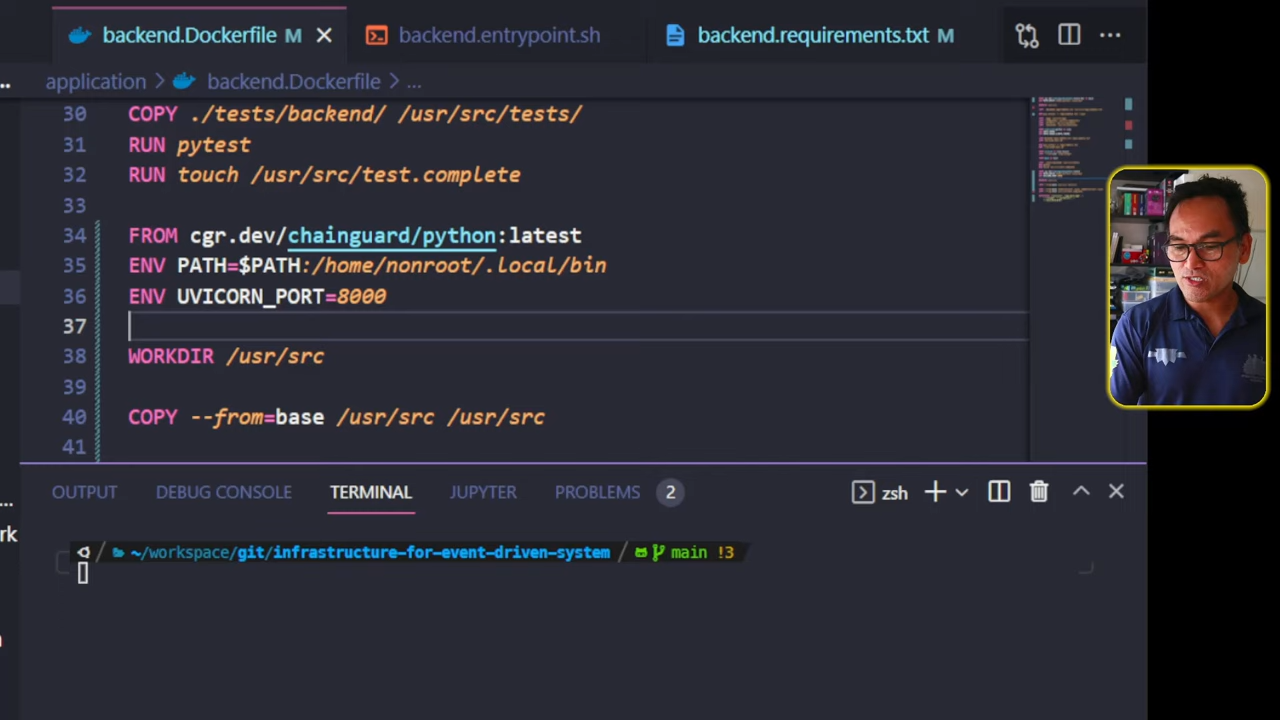 backend.Dockerfile M
backend.entrypoint.sh
backend.requirements.txt M
application > backend.Dockerfile > ...
30 COPY ./tests/backend/ /usr/src/tests/
31 RUN pytest
32 RUN touch /usr/src/test.complete
33
34 FROM cgr.dev/chainguard/python:latest
35 ENV PATH=$PATH:/home/nonroot/.local/bin
36 ENV UVICORN_PORT=8000
37
38 WORKDIR /usr/src
39
40 COPY --from=base /usr/src /usr/src
41
OUTPUT DEBUG CONSOLE TERMINAL JUPYTER PROBLEMS 2 zsh
rk
~/workspace/git/infrastructure-for-event-driven-system / main !3